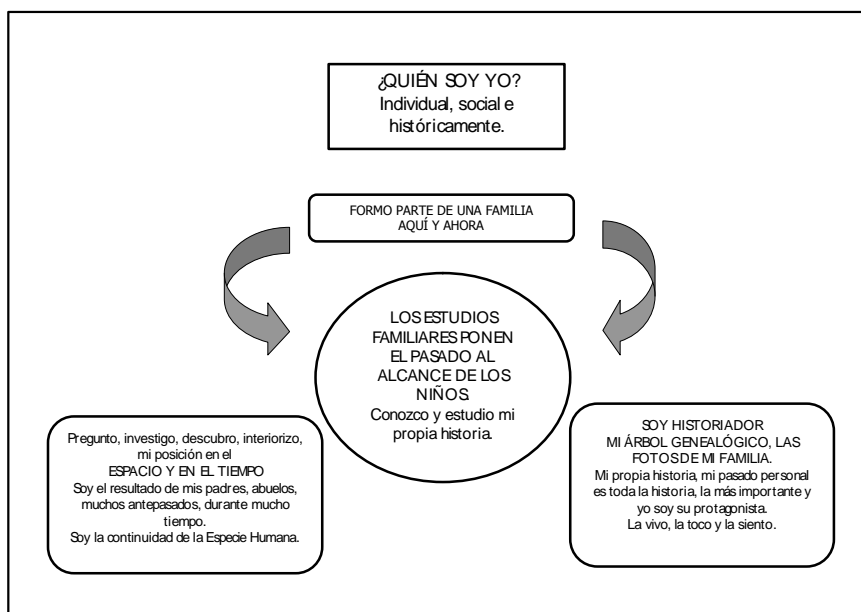 ¿QUIÉN SOY YO?
Individual, social e
históricamente.
FORMO PARTE DE UNA FAMILIA
AQUÍ Y AHORA
LOS ESTUDIOS
FAMILIARES PONEN
EL PASADO AL
ALCANCE DE LOS
NIÑOS.
Conozco y estudio mi
propia historia.
Pregunto, investigo, descubro, interiorizo,
mi posición en el
ESPACIO Y EN EL TIEMPO
Soy el resultado de mis padres, abuelos,
muchos antepasados, durante mucho
tiempo.
Soy la continuidad de la Especie Humana.
SOY HISTORIADOR
MI ÁRBOL GENEALÓGICO, LAS
FOTOS DE MI FAMILIA.
Mi propia historia, mi pasado personal
es toda la historia, la más importante y
yo soy su protagonista.
La vivo, la toco y la siento.